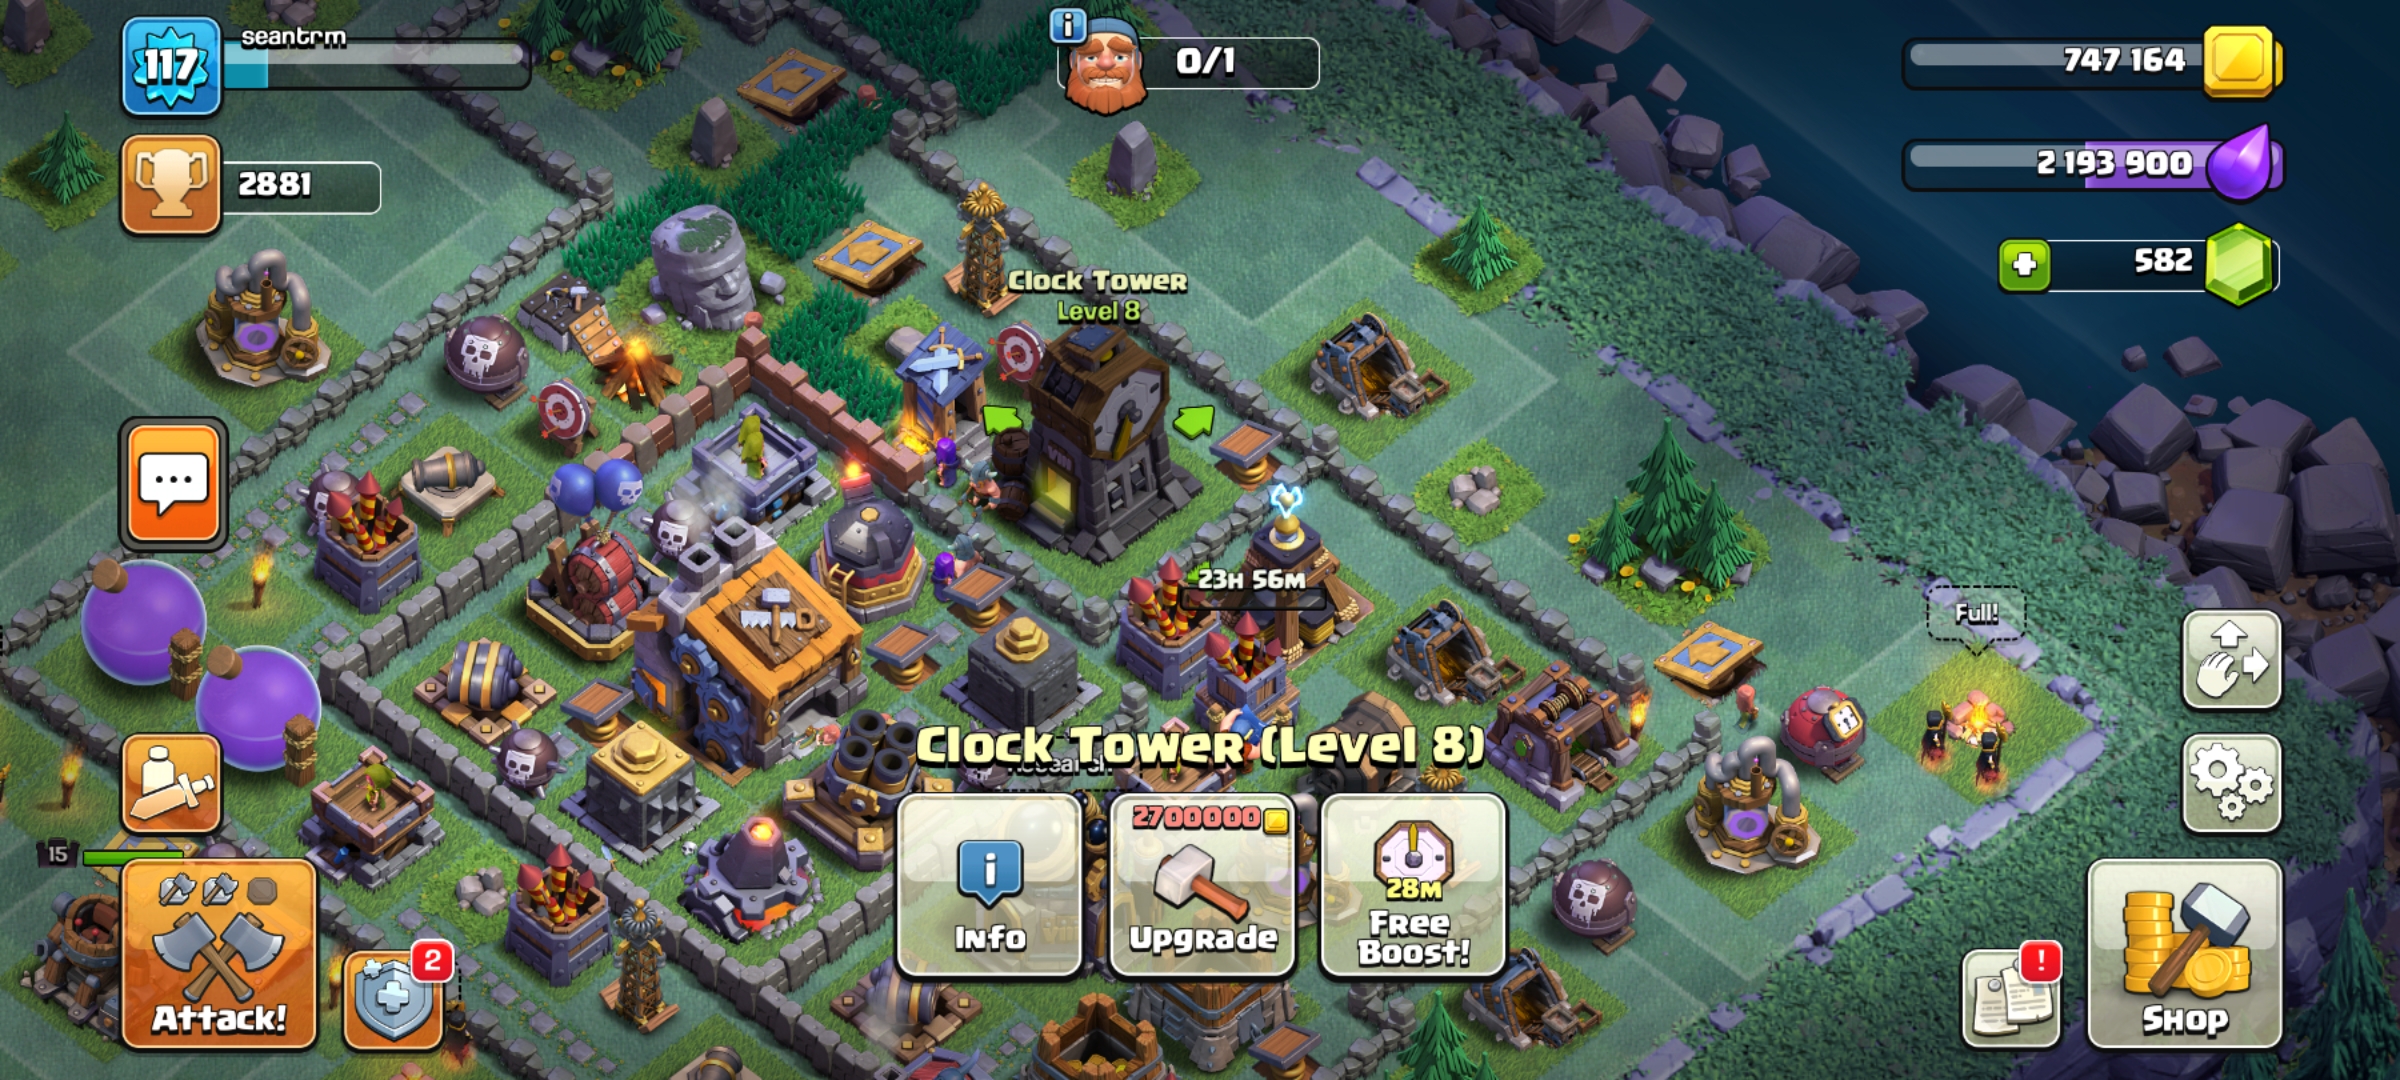 117
seantrm
0/1
747 164
2881
2 193 900
582
Clock Tower
Level 8
VIII
23H 56M
Full!
Clock Tower (Level 8)
15
2700000
28M
Info
Upgrade
Free
Boost!
2
Attack!
!
Shop